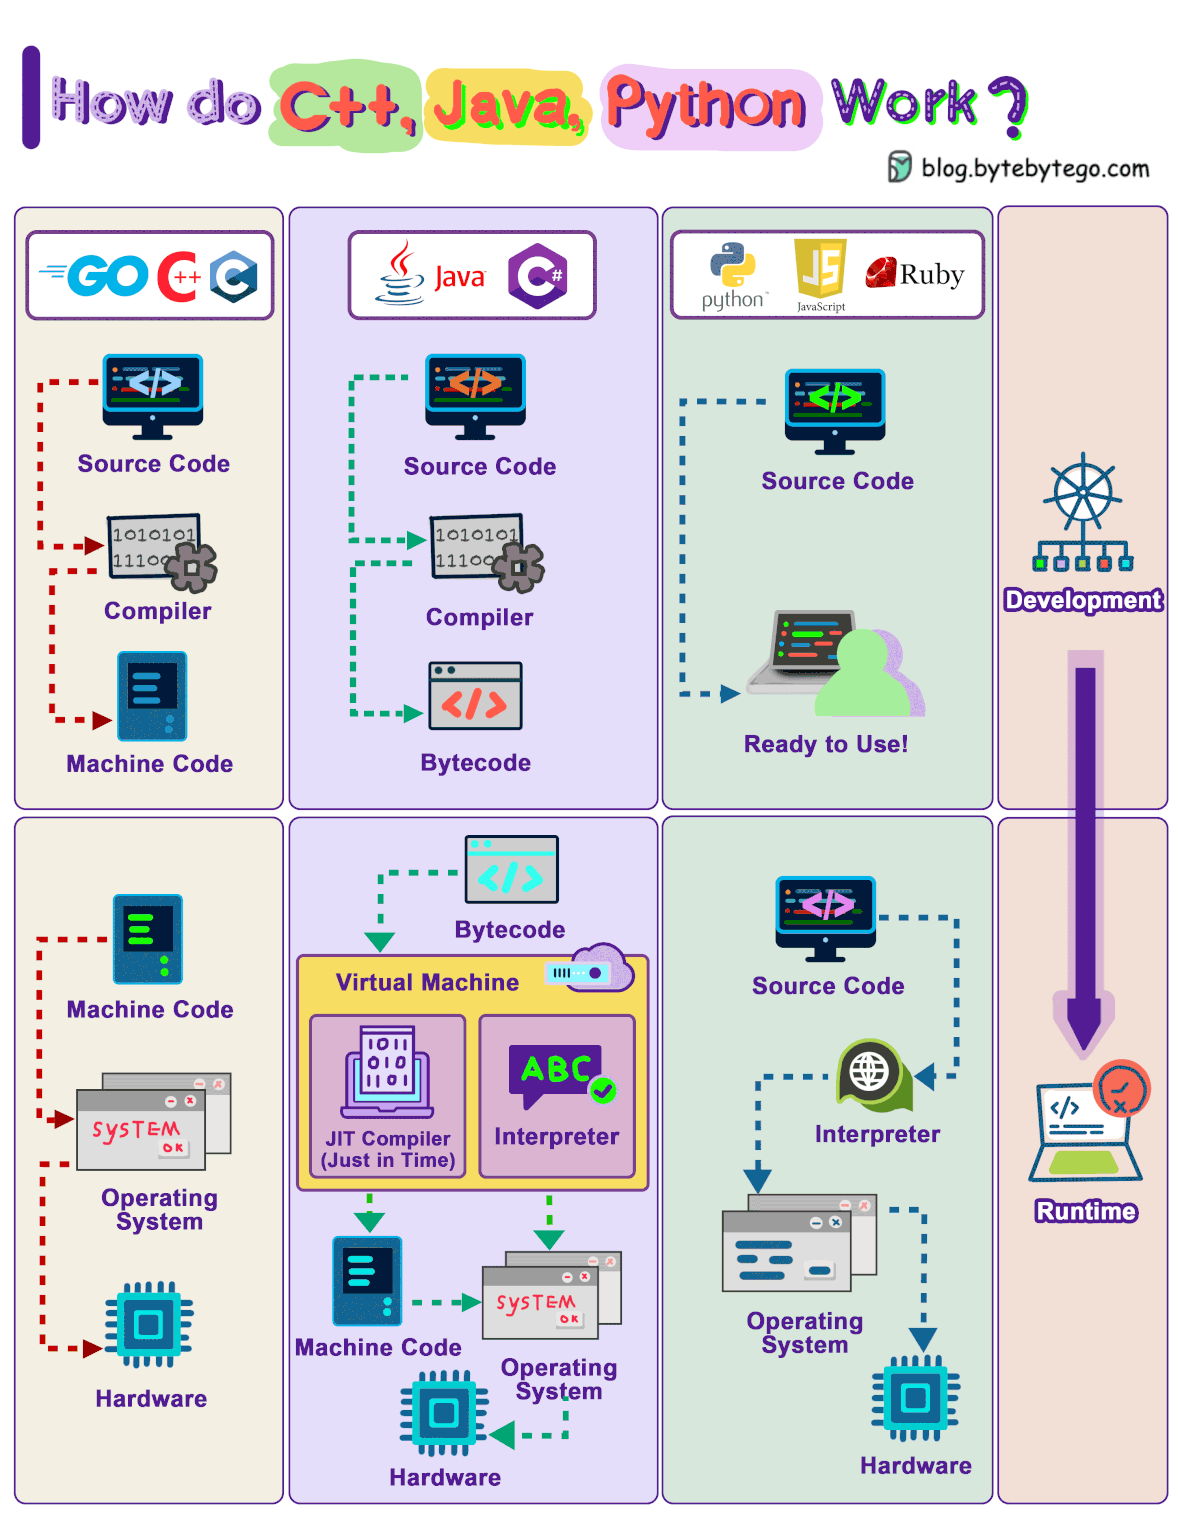 How do C++, Java, Python Work ?
blog.bytebytego.com
GO C++ C
Java C#
python JS JavaScript Ruby
Source Code
Compiler
1010101
11100
Machine Code
Source Code
1010101
11100
Compiler
</>
Bytecode
Source Code
Ready to Use!
Development
Machine Code
SYSTEM
OK
Operating
System
Hardware
Bytecode
Virtual Machine
1011
010
1101
JIT Compiler
(Just in Time)
ABC
Interpreter
Machine Code
SYSTEM
OK
Operating
System
Hardware
Source Code
Interpreter
Operating
System
Hardware
</>
Runtime